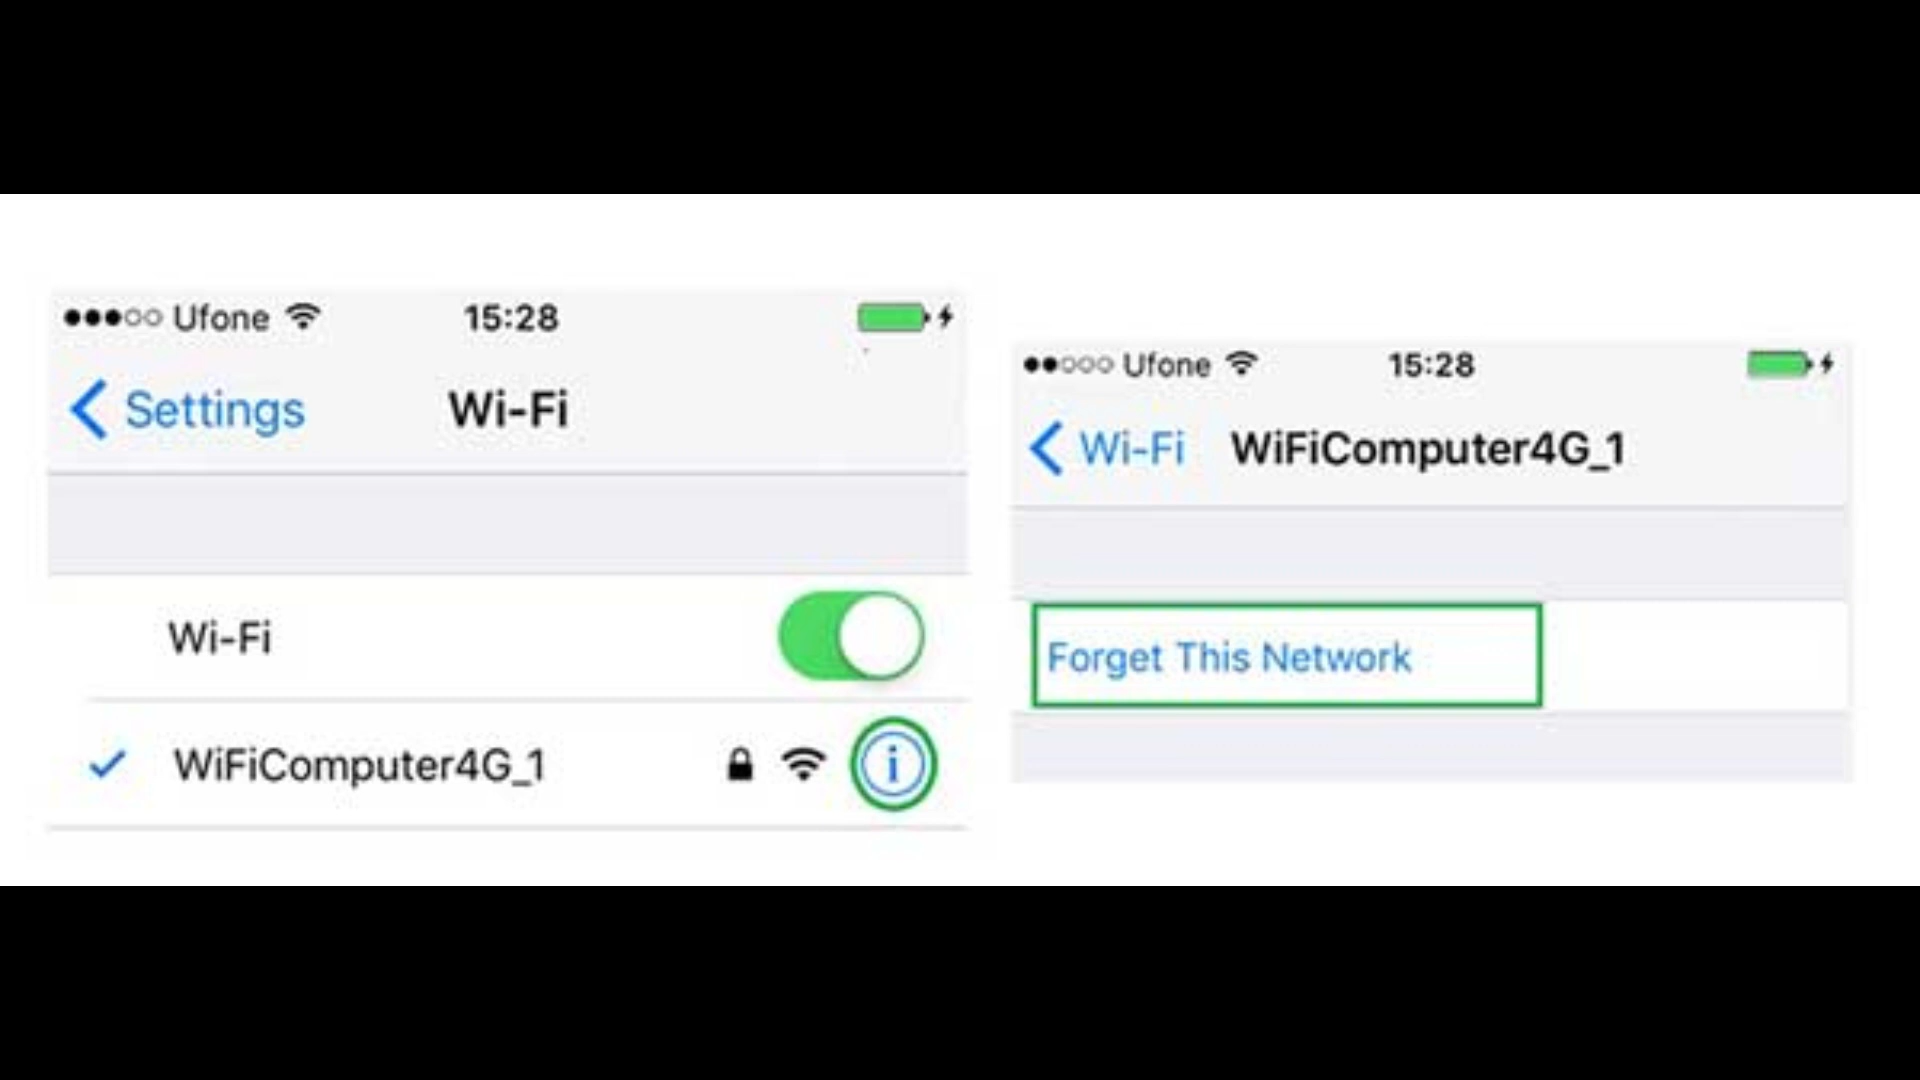 Ufone 15:28
Settings Wi-Fi
Wi-Fi
WiFiComputer4G_1
Ufone 15:28
Wi-Fi WiFiComputer4G_1
Forget This Network